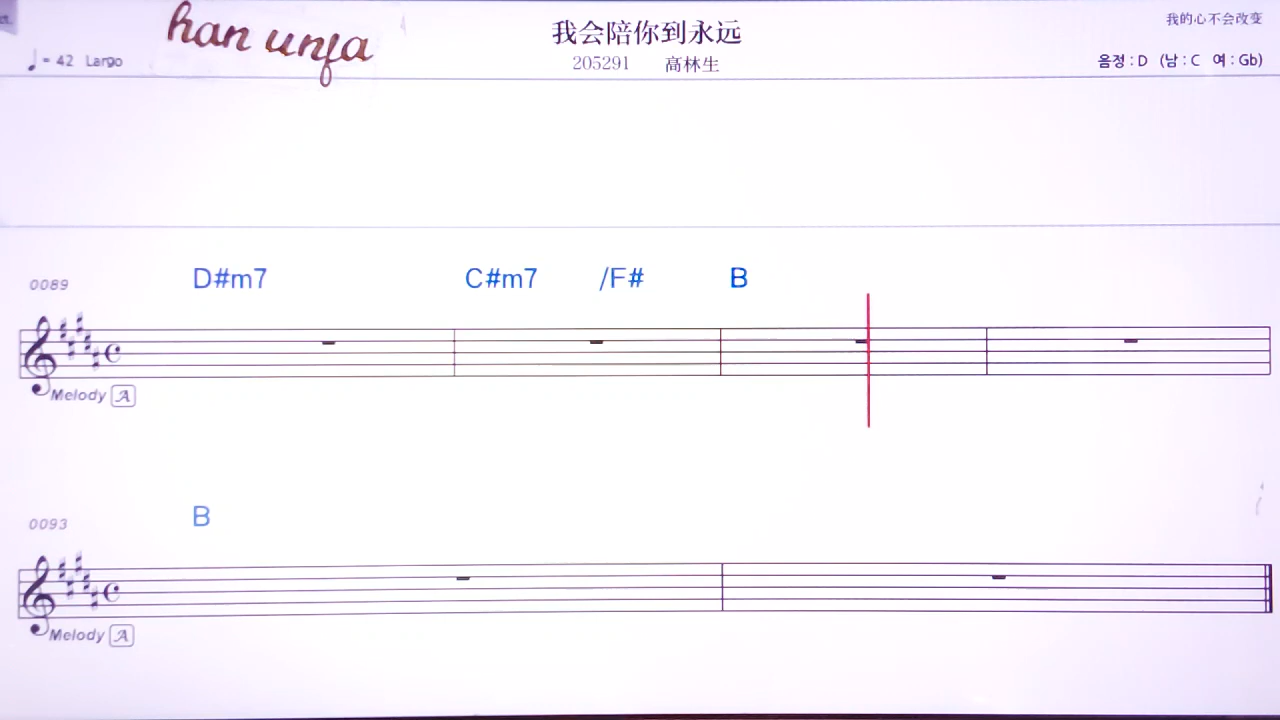 han unfa
我会陪你到永远
我的心不会改变
♩= 42 Largo
205291 高林生
음정 : D (남 : C 여 : Gb)
0089
D#m7 C#m7 /F# B
Melody A
0093
B
Melody A